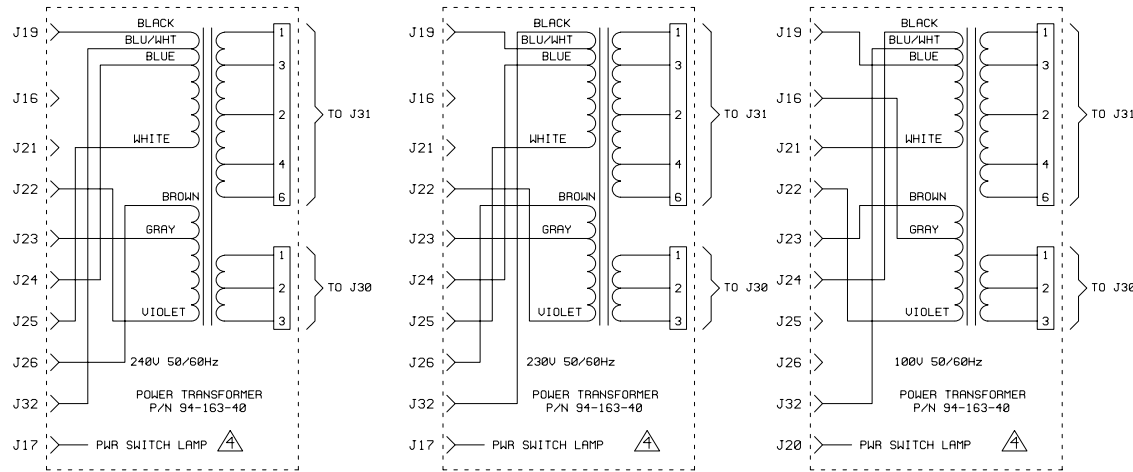 J19
BLACK
BLU/WHT
BLUE
1
3
J16
2
TO J31
J21
WHITE
4
J22
BROWN
6
J23
GRAY
1
J24
2
TO J30
J25
VIOLET
3
J26
240V 50/60Hz
POWER TRANSFORMER
P/N 94-163-40
J32
J17
PWR SWITCH LAMP
4
J19
BLACK
BLU/WHT
BLUE
1
3
J16
2
TO J31
J21
WHITE
4
J22
BROWN
6
J23
GRAY
1
J24
2
TO J30
J25
VIOLET
3
J26
230V 50/60Hz
POWER TRANSFORMER
P/N 94-163-40
J32
J17
PWR SWITCH LAMP
4
J19
BLACK
BLU/WHT
BLUE
1
3
J16
2
TO J31
J21
WHITE
4
J22
BROWN
6
J23
GRAY
1
J24
2
TO J30
J25
VIOLET
3
J26
100V 50/60Hz
POWER TRANSFORMER
P/N 94-163-40
J32
J20
PWR SWITCH LAMP
4